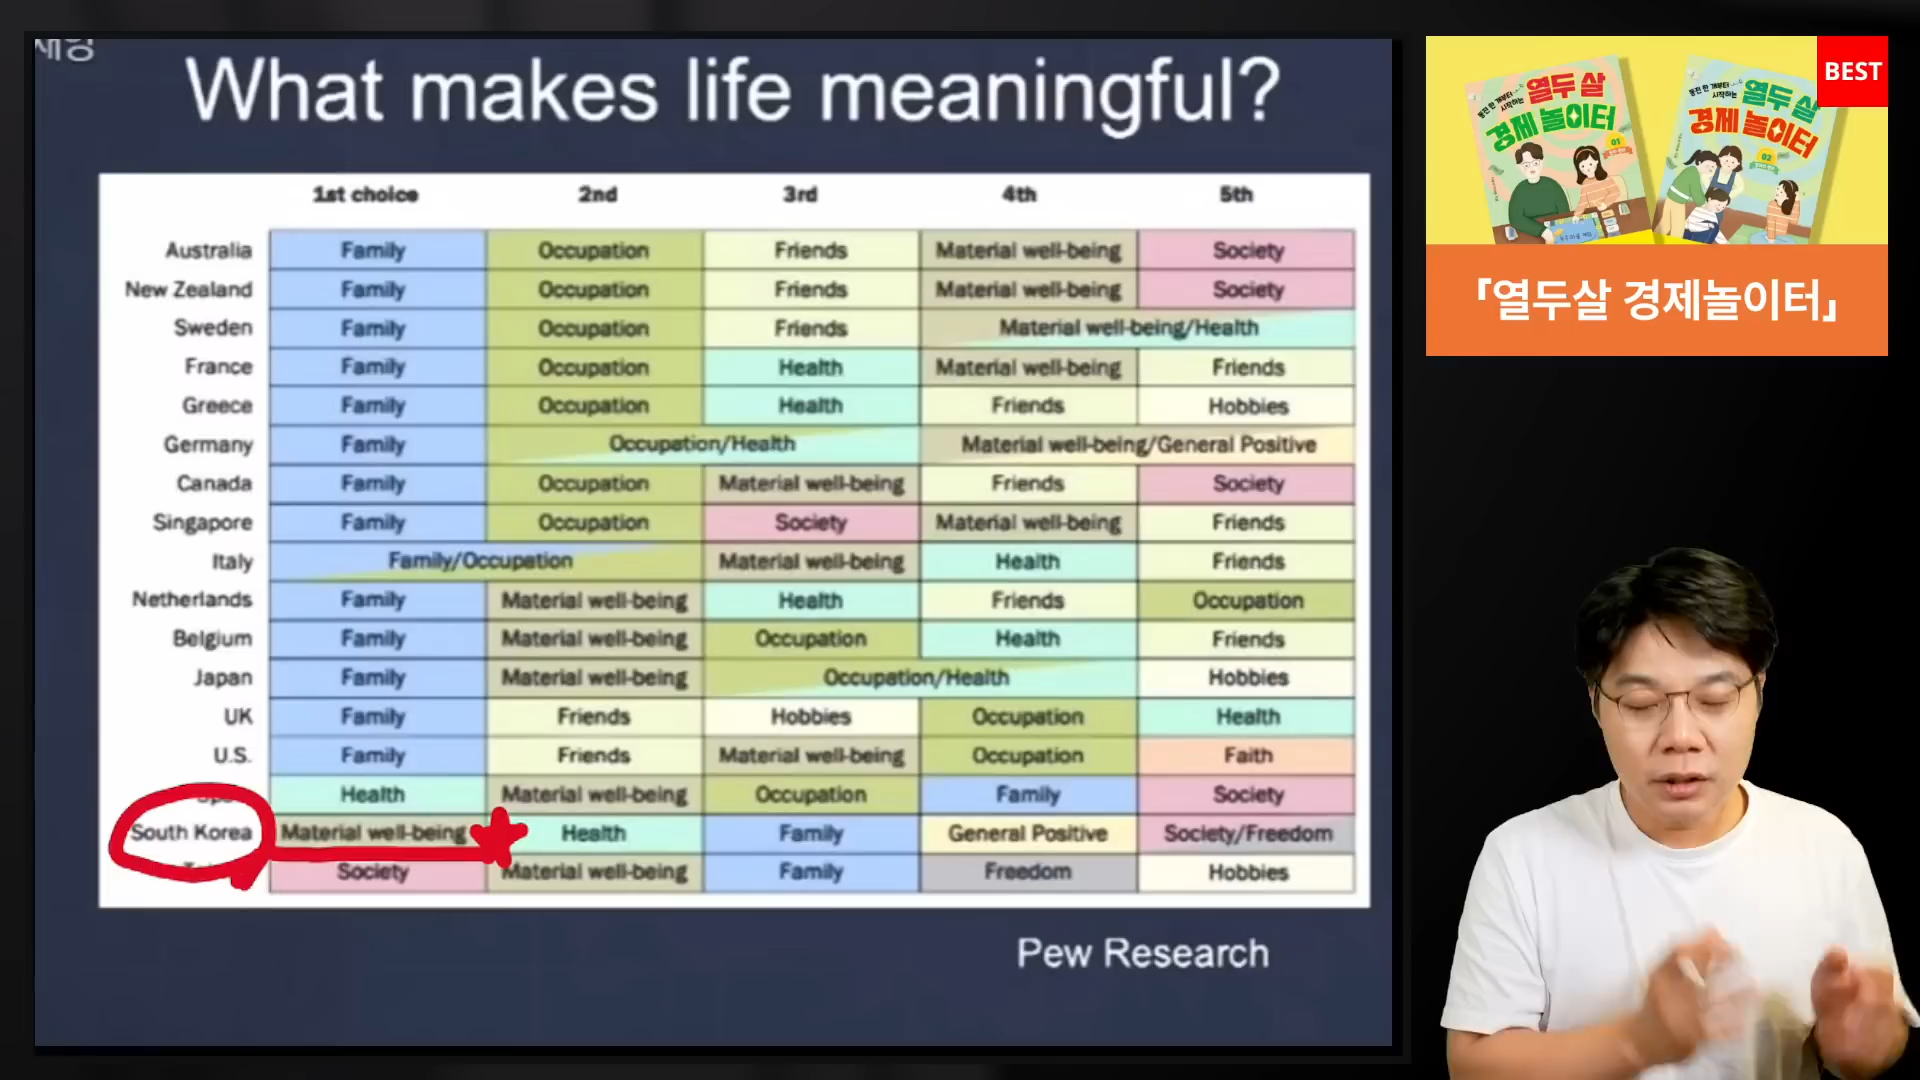 재영
What makes life meaningful?
1st choice 2nd 3rd 4th 5th
Australia Family Occupation Friends Material well-being Society
New Zealand Family Occupation Friends Material well-being Society
Sweden Family Occupation Friends Material well-being/Health
France Family Occupation Health Material well-being Friends
Greece Family Occupation Health Friends Hobbies
Germany Family Occupation/Health Material well-being/General Positive
Canada Family Occupation Material well-being Friends Society
Singapore Family Occupation Society Material well-being Friends
Italy Family/Occupation Material well-being Health Friends
Netherlands Family Material well-being Health Friends Occupation
Belgium Family Material well-being Occupation Health Friends
Japan Family Material well-being Occupation/Health Hobbies
UK Family Friends Hobbies Occupation Health
U.S. Family Friends Material well-being Occupation Faith
Health Material well-being Occupation Family Society
South Korea Material well-being Health Family General Positive Society/Freedom
Society Material well-being Family Freedom Hobbies
Pew Research
BEST
열두 살
경제 놀이터
01
열두 살
경제 놀이터
02
「열두살 경제놀이터」